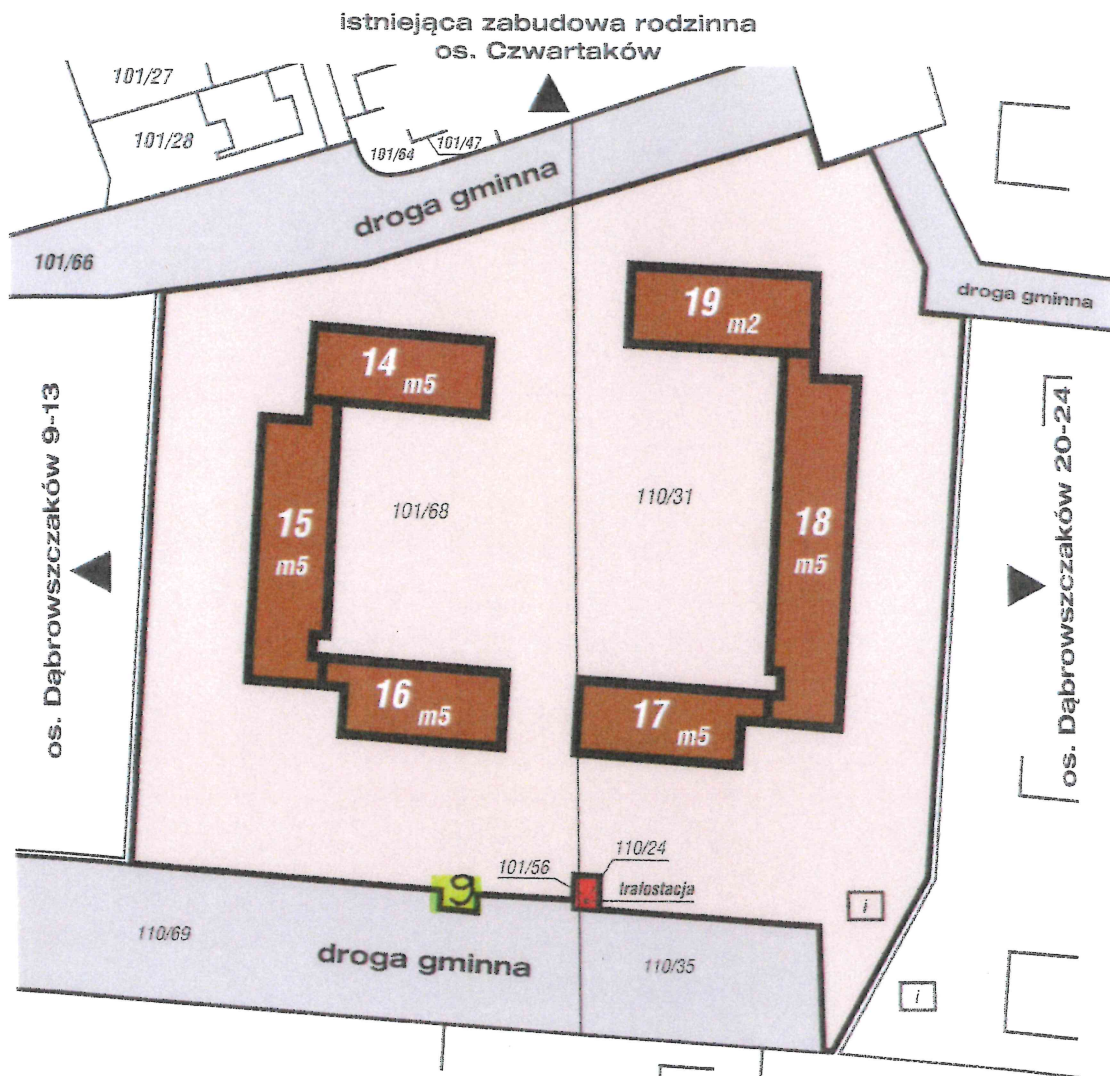 istniejąca zabudowa rodzinna
os. Czwartaków
101/27
101/28
101/64
101/47
droga gminna
101/66
droga gminna
19 m2
14 m5
os. Dąbrowszczaków 9-13
os. Dąbrowszczaków 20-24
15
m5
101/68
110/31
18
m5
16 m5
17 m5
101/56
110/24
trafostacja
9
i
110/69
droga gminna
110/35
i